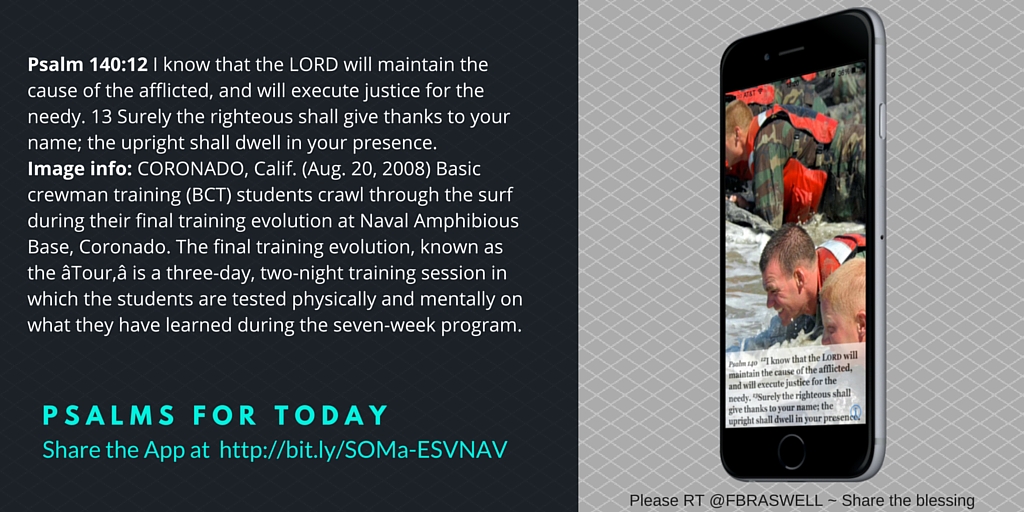 Psalm 140:12 I know that the LORD will maintain the
cause of the afflicted, and will execute justice for the
needy. 13 Surely the righteous shall give thanks to your
name; the upright shall dwell in your presence.
Image info: CORONADO, Calif. (Aug. 20, 2008) Basic
crewman training (BCT) students crawl through the surf
during their final training evolution at Naval Amphibious
Base, Coronado. The final training evolution, known as
the âTour,â is a three-day, two-night training session in
which the students are tested physically and mentally on
what they have learned during the seven-week program.
PSALMS FOR TODAY
Share the App at http://bit.ly/SOMa-ESVNAV
AT&T
Psalm 140 12I know that the LORD will
maintain the cause of the afflicted,
and will execute justice for the
needy. 13Surely the righteous shall
give thanks to your name; the
upright shall dwell in your presence.
Please RT @FBRASWELL ~ Share the blessing